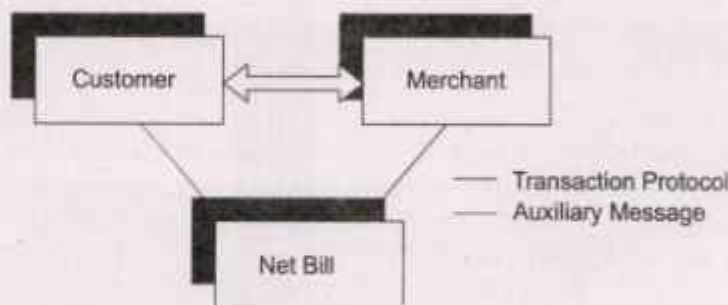 Customer
Merchant
Transaction Protocol
Auxiliary Message
Net Bill